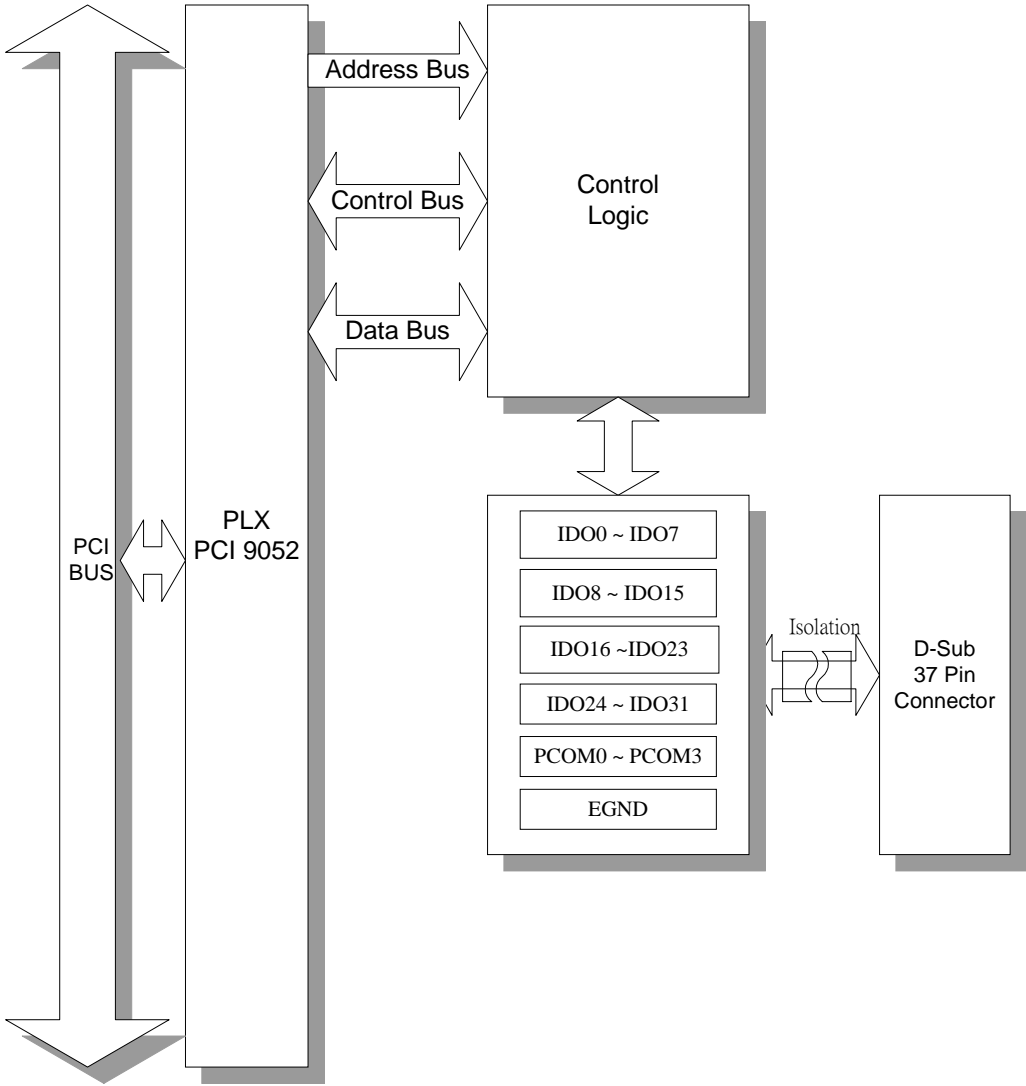 PCI
BUS
PLX
PCI 9052
Address Bus
Control Bus
Data Bus
Control
Logic
IDO0 ~ IDO7
IDO8 ~ IDO15
IDO16 ~IDO23
IDO24 ~ IDO31
PCOM0 ~ PCOM3
EGND
Isolation
D-Sub
37 Pin
Connector